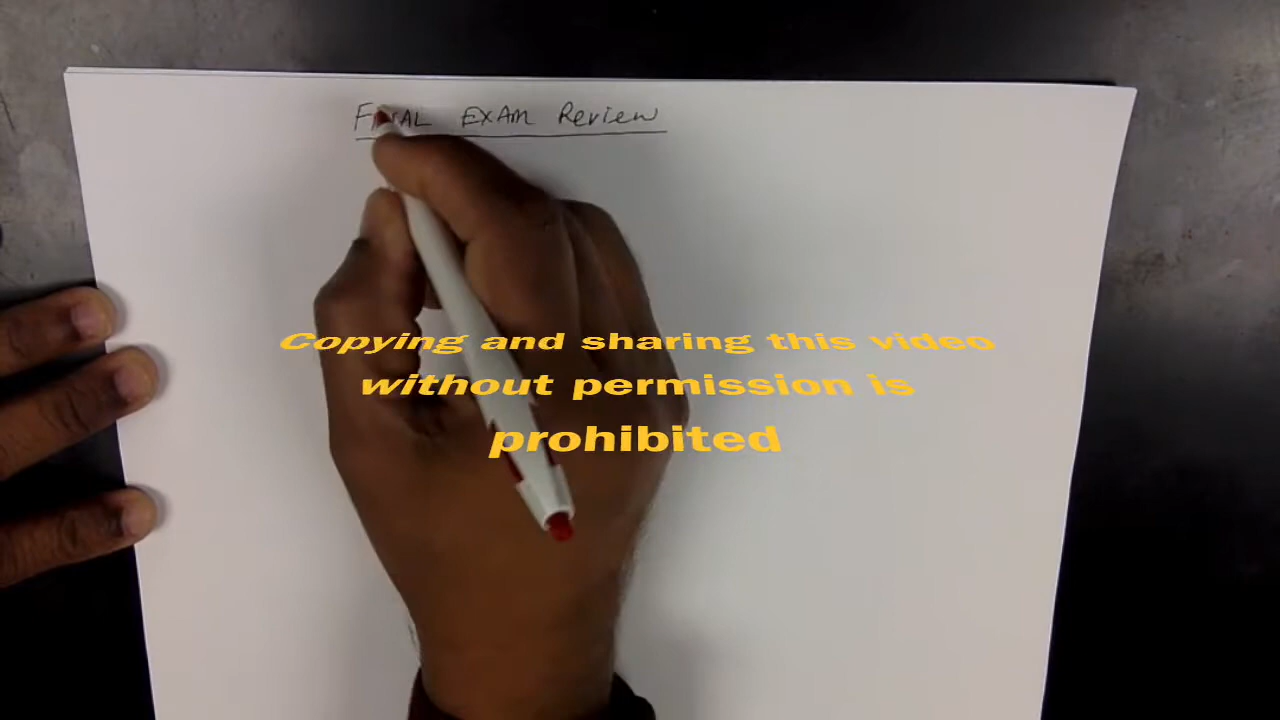 FINAL EXAM Review
Copying and sharing this video
without permission is
prohibited